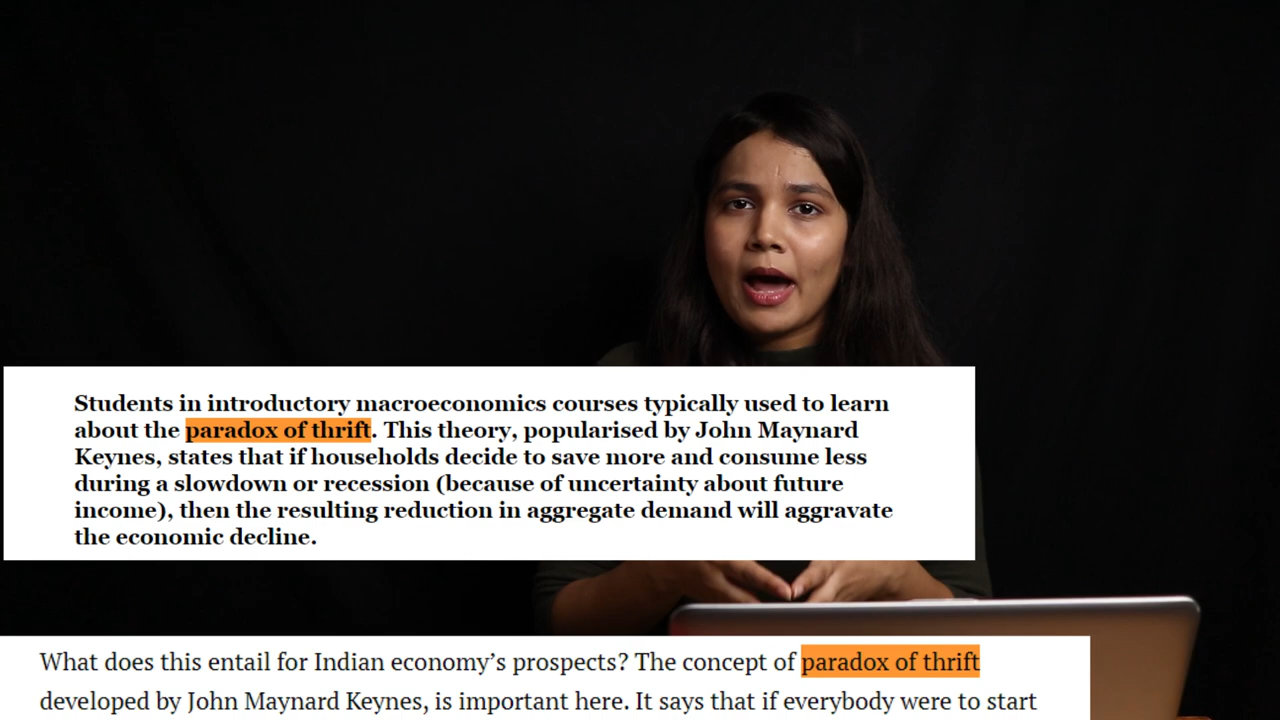 Students in introductory macroeconomics courses typically used to learn
about the paradox of thrift. This theory, popularised by John Maynard
Keynes, states that if households decide to save more and consume less
during a slowdown or recession (because of uncertainty about future
income), then the resulting reduction in aggregate demand will aggravate
the economic decline.
What does this entail for Indian economy’s prospects? The concept of paradox of thrift
developed by John Maynard Keynes, is important here. It says that if everybody were to start